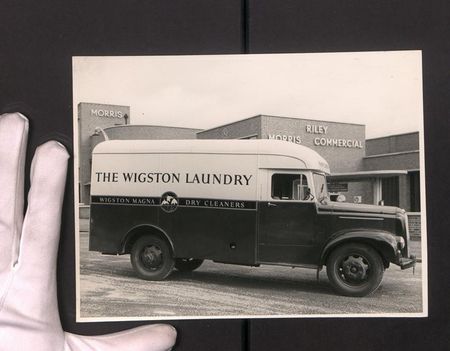 MORRIS
RILEY
MORRIS COMMERCIAL
THE WIGSTON LAUNDRY
WIGSTON MAGNA DRY CLEANERS